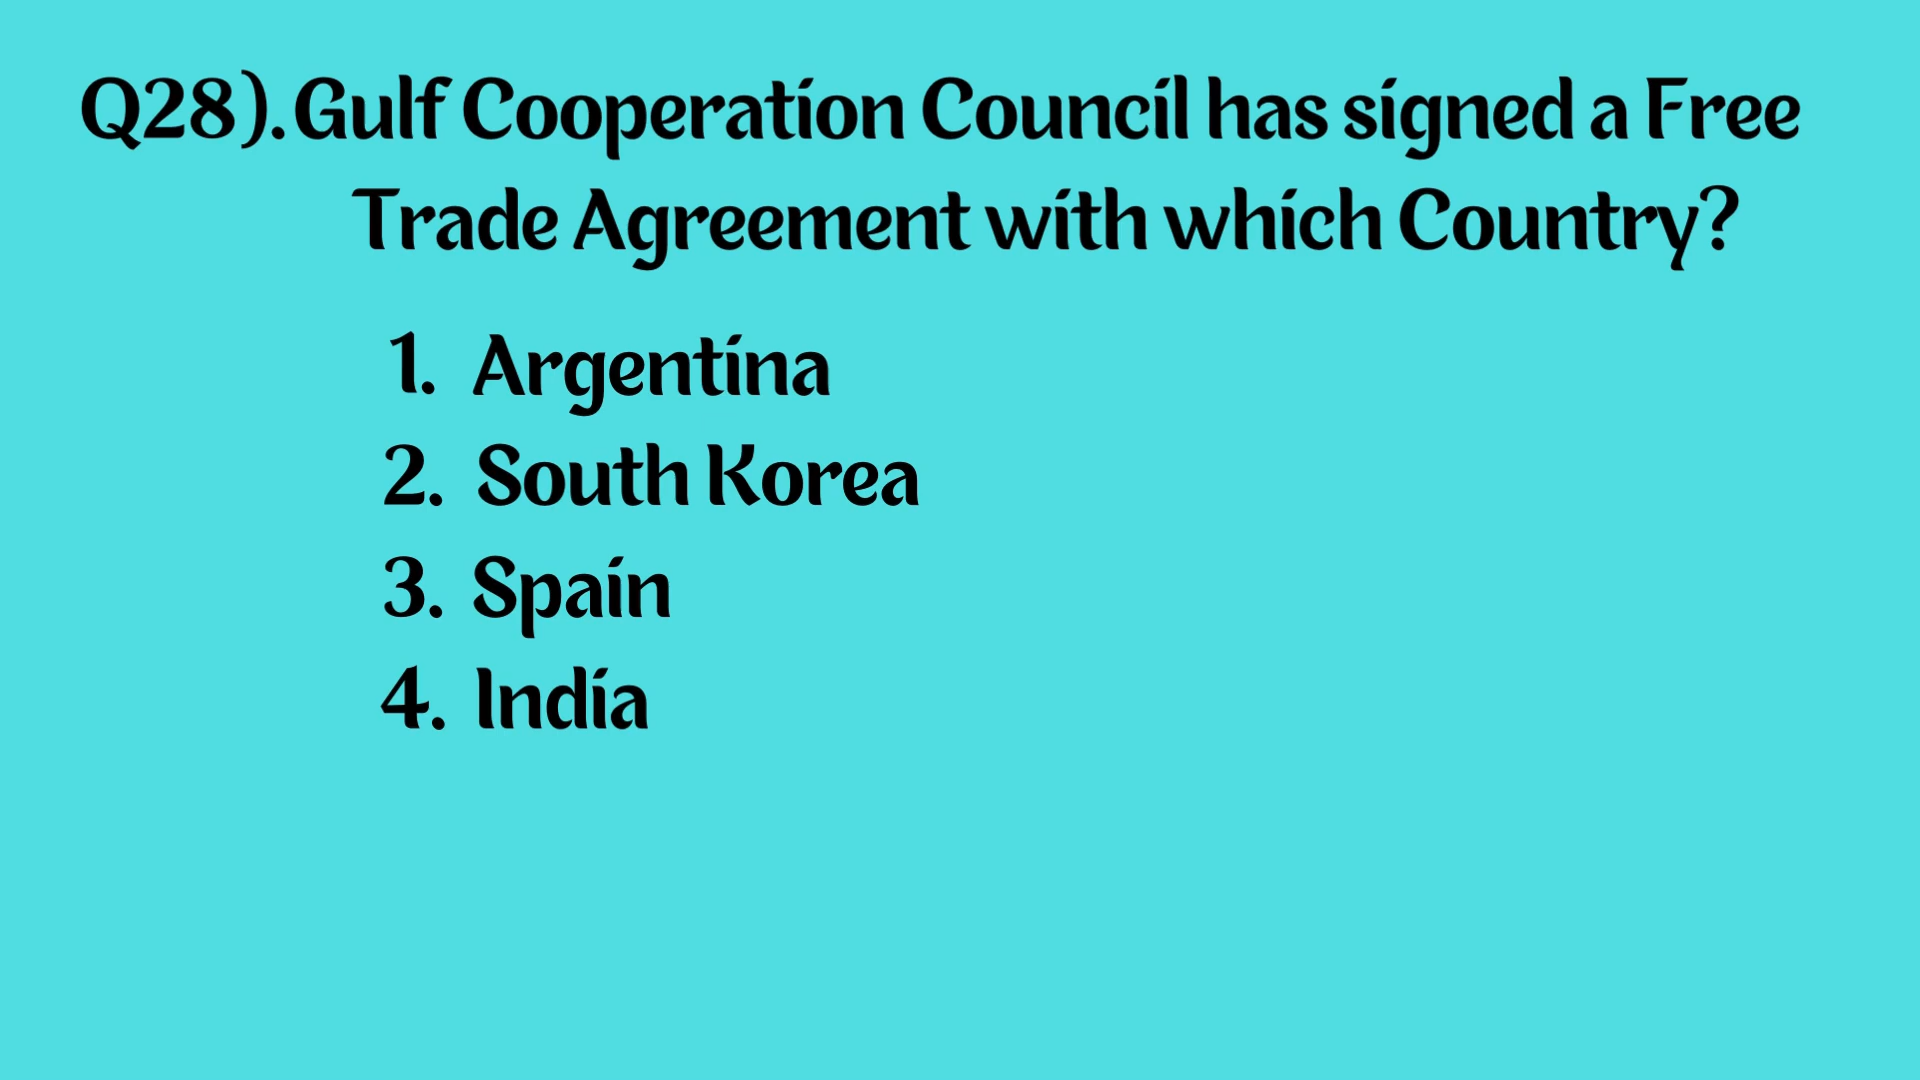 Q28). Gulf Cooperation Council has signed a Free
Trade Agreement with which Country?
1. Argentina
2. South Korea
3. Spain
4. India